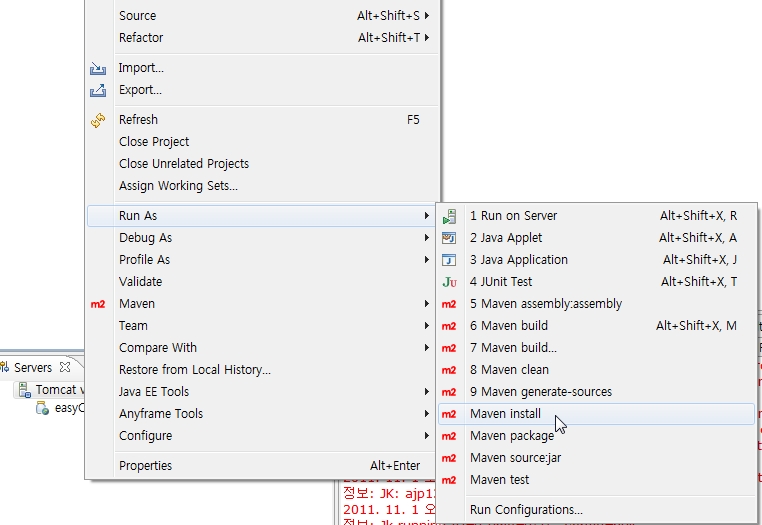 Source Alt+Shift+S
Refactor Alt+Shift+T
Import...
Export...
Refresh F5
Close Project
Close Unrelated Projects
Assign Working Sets...
Run As
Debug As
Profile As
Validate
m2 Maven
Team
Compare With
Restore from Local History...
Java EE Tools
Anyframe Tools
Configure
Properties Alt+Enter
1 Run on Server Alt+Shift+X, R
2 Java Applet Alt+Shift+X, A
3 Java Application Alt+Shift+X, J
Ju 4 JUnit Test Alt+Shift+X, T
m2 5 Maven assembly:assembly
m2 6 Maven build Alt+Shift+X, M
m2 7 Maven build...
m2 8 Maven clean
m2 9 Maven generate-sources
m2 Maven install
m2 Maven package
m2 Maven source:jar
m2 Maven test
Run Configurations...
Servers
Tomcat
2011. 11. 1
정보: JK:
2011. 11. 1
정보: Jk